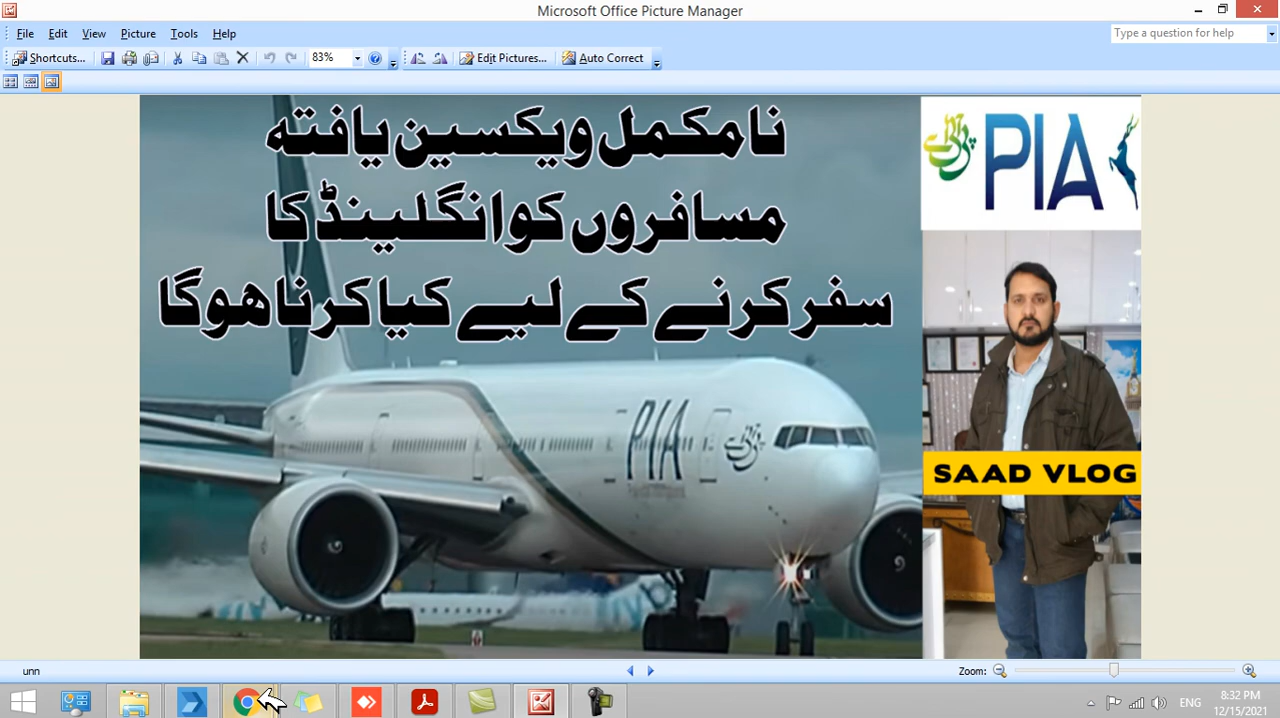 Microsoft Office Picture Manager
File Edit View Picture Tools Help
Type a question for help
Shortcuts... 83% Edit Pictures... Auto Correct
نامکمل ویکسین یافتہ
مسافروں کو انگلینڈ کا
سفر کرنے کے لیے کیا کرنا ھوگا
PIA
PIA
SAAD VLOG
unn
Zoom:
ENG
8:32 PM
12/15/2021